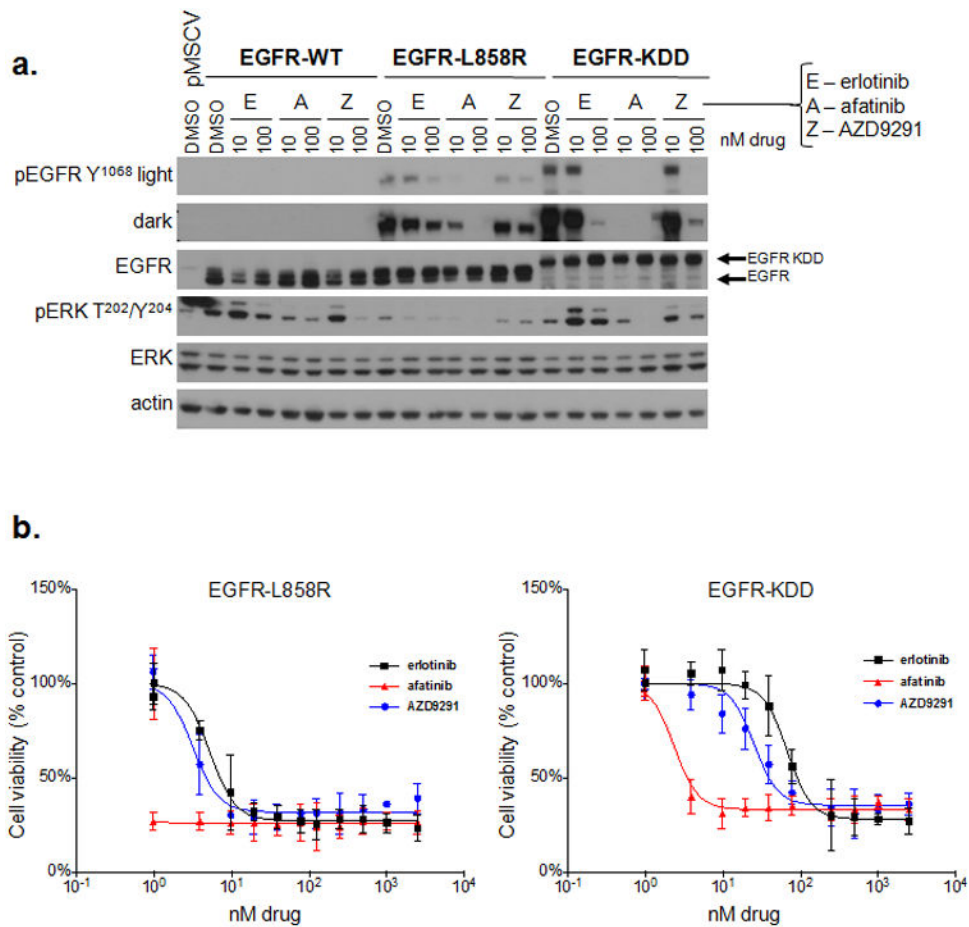 a.
pMSCV
EGFR-WT
EGFR-L858R
EGFR-KDD
E – erlotinib
A – afatinib
Z – AZD9291
E A Z E A Z E A Z
DMSO DMSO 10 100 10 100 10 100 DMSO 10 100 10 100 10 100 DMSO 10 100 10 100 10 100 nM drug
pEGFR Y1068 light
dark
EGFR
EGFR KDD
EGFR
pERK T202/Y204
ERK
actin
b.
EGFR-L858R
150%
100%
50%
0%
Cell viability (% control)
erlotinib
afatinib
AZD9291
10-1 100 101 102 103 104
nM drug
EGFR-KDD
150%
100%
50%
0%
Cell viability (% control)
erlotinib
afatinib
AZD9291
10-1 100 101 102 103 104
nM drug